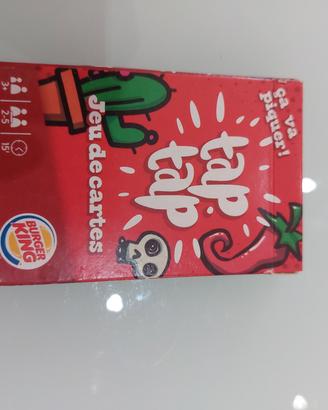 ça va
piquer!
tap
tap
Jeu de cartes
3+
2-5
15'
BURGER
KING